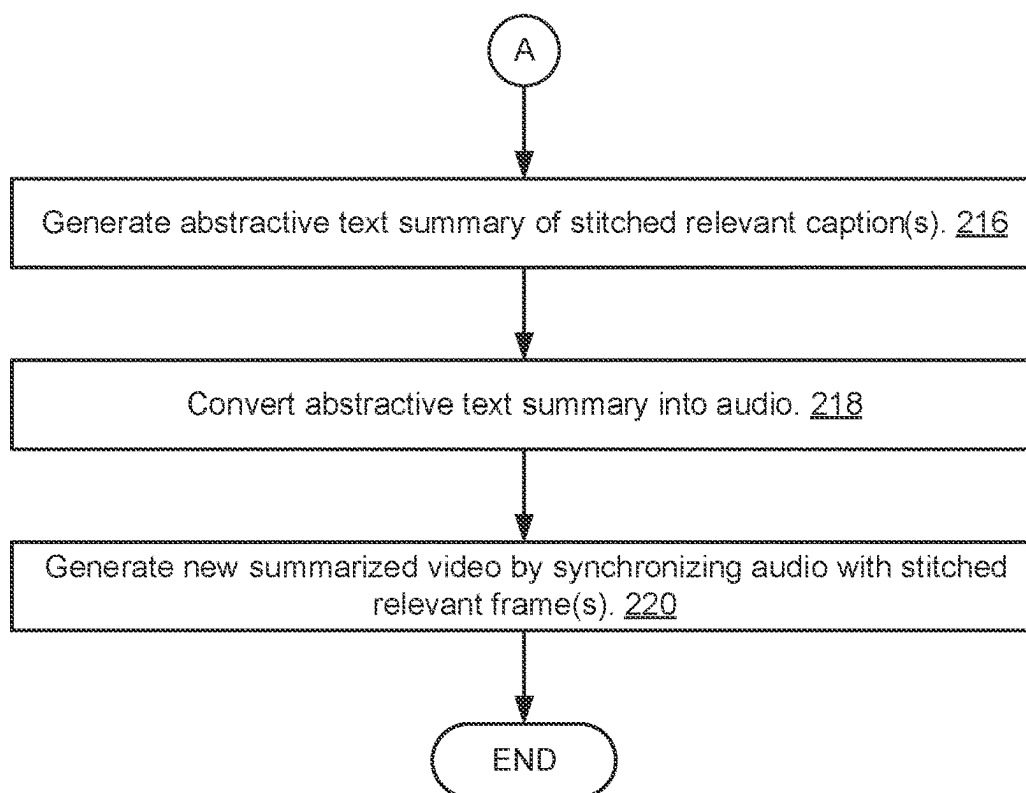 A
Generate abstractive text summary of stitched relevant caption(s). 216
Convert abstractive text summary into audio. 218
Generate new summarized video by synchronizing audio with stitched
relevant frame(s). 220
END